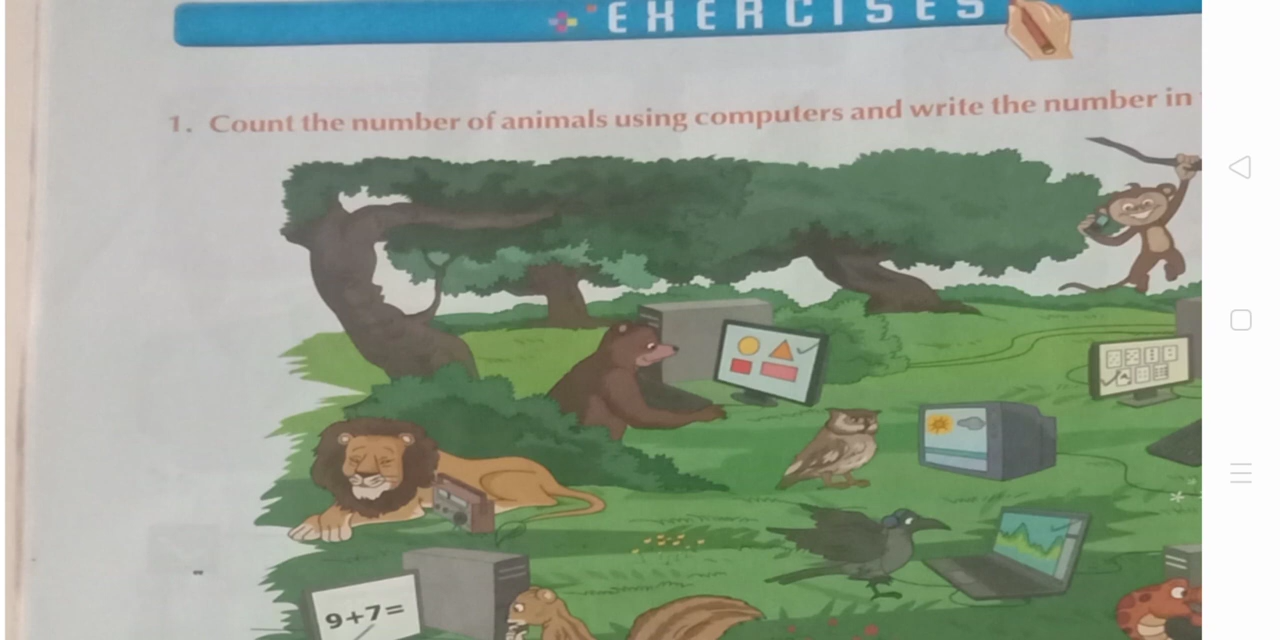 EXERCISES
1. Count the number of animals using computers and write the number in
9+7=